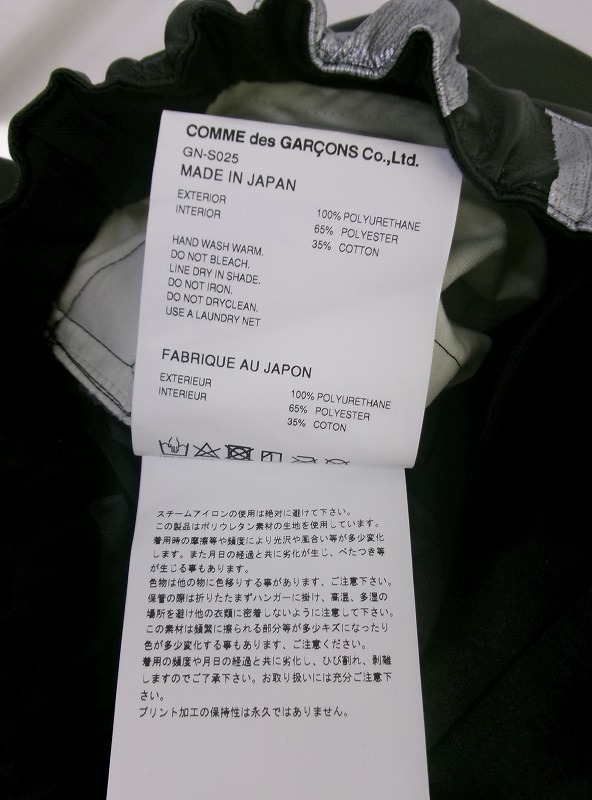 COMME des GARÇONS Co.,Ltd.
GN-S025
MADE IN JAPAN
EXTERIOR 100% POLYURETHANE
INTERIOR 65% POLYESTER
35% COTTON
HAND WASH WARM.
DO NOT BLEACH.
LINE DRY IN SHADE.
DO NOT IRON.
DO NOT DRYCLEAN.
USE A LAUNDRY NET
FABRIQUE AU JAPON
EXTERIEUR 100% POLYURETHANE
INTERIEUR 65% POLYESTER
35% COTON
スチームアイロンの使用は絶対に避けて下さい。
この製品はポリウレタン素材の生地を使用しています。
着用時の摩擦等や頻度により光沢や風合い等が多少変化
します。また月日の経過と共に劣化が生じ、べたつき等
が生じる事もあります。
色物は他の物に色移りする事があります、ご注意下さい。
保管の際は折りたたまずハンガーに掛け、高温、多湿の
場所を避け他の衣類に密着しないように注意して下さい。
この素材は頻繁に擦られる部分等が多少キズになったり
色が多少変化する事も有ります、ご注意ください。
着用の頻度や月日の経過と共に劣化し、ひび割れ、剥離
しますのでご了承下さい。お取り扱いには充分ご注意下
さい。
プリント加工の保持性は永久ではありません。